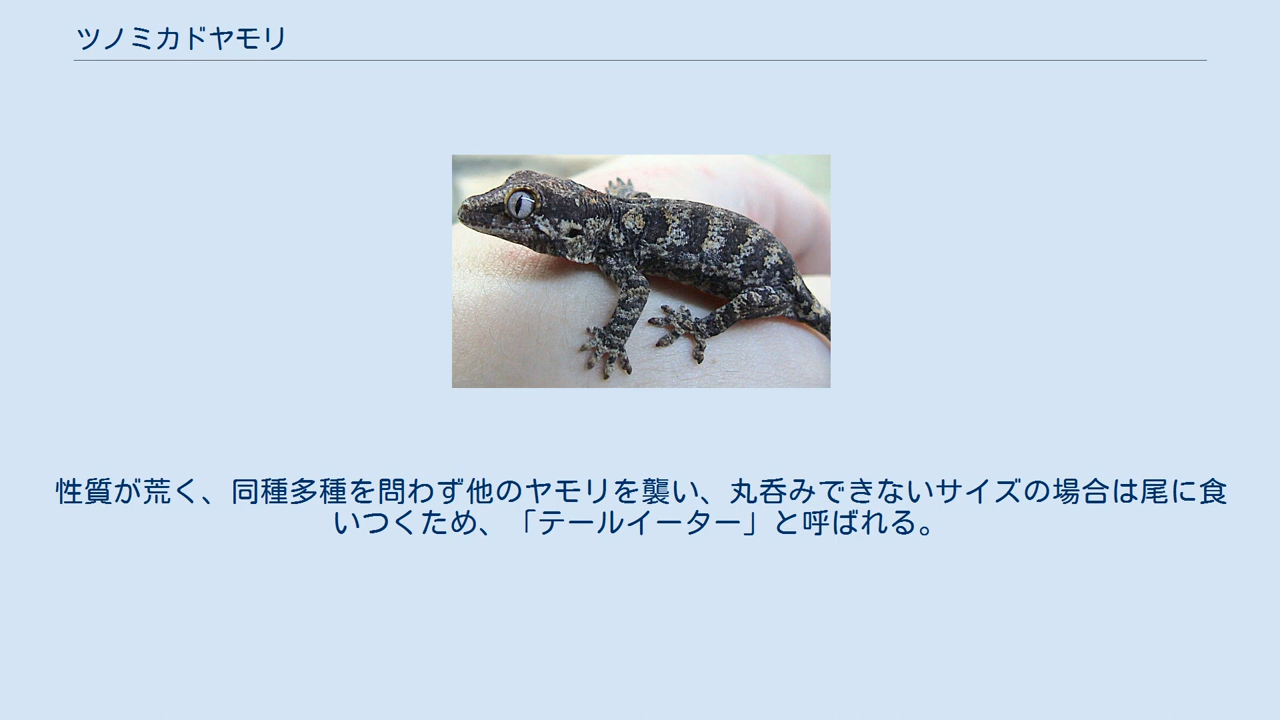 ツノミカドヤモリ
性質が荒く、同種多種を問わず他のヤモリを襲い、丸呑みできないサイズの場合は尾に食
いつくため、「テールイーター」と呼ばれる。